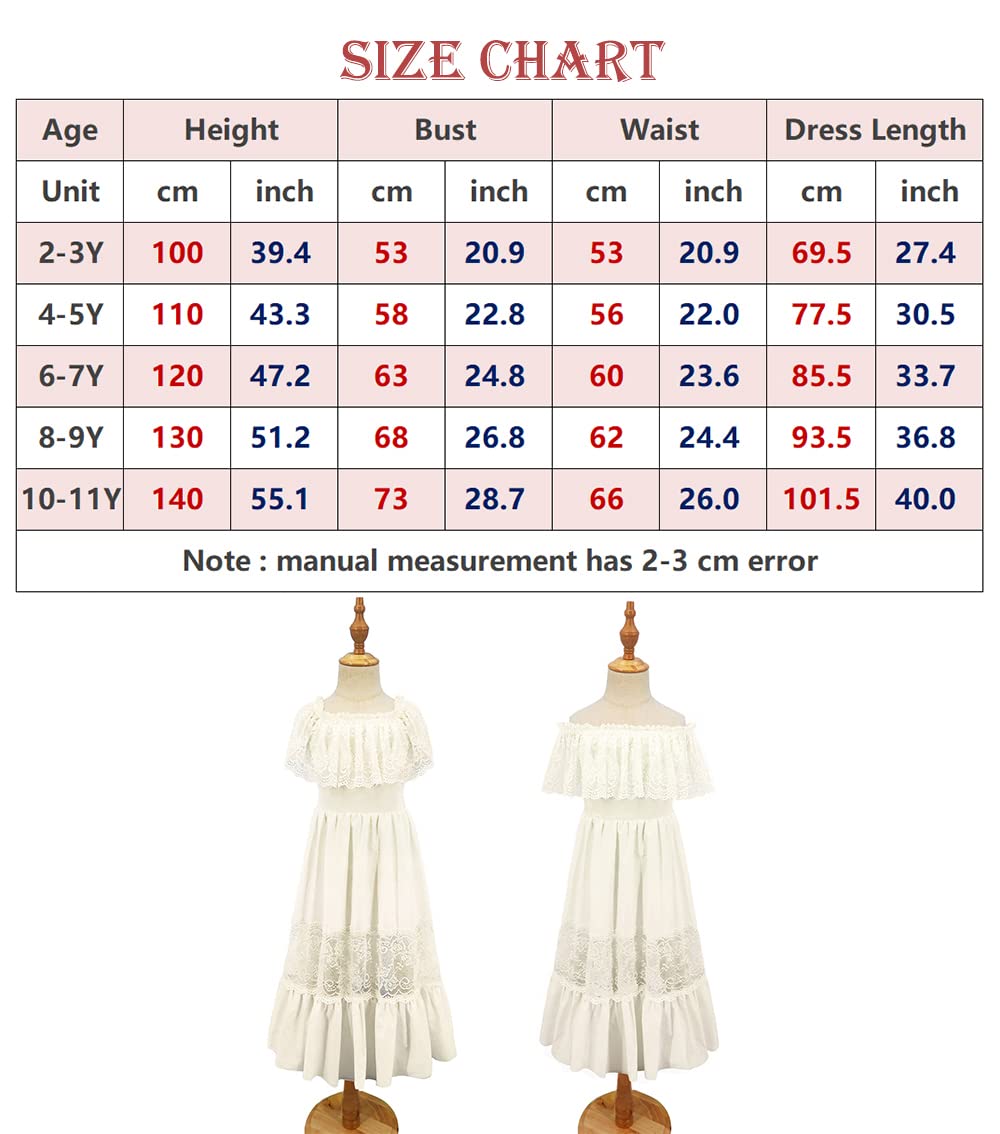 SIZE CHART
Age Height Bust Waist Dress Length
Unit cm inch cm inch cm inch cm inch
2-3Y 100 39.4 53 20.9 53 20.9 69.5 27.4
4-5Y 110 43.3 58 22.8 56 22.0 77.5 30.5
6-7Y 120 47.2 63 24.8 60 23.6 85.5 33.7
8-9Y 130 51.2 68 26.8 62 24.4 93.5 36.8
10-11Y 140 55.1 73 28.7 66 26.0 101.5 40.0
Note : manual measurement has 2-3 cm error